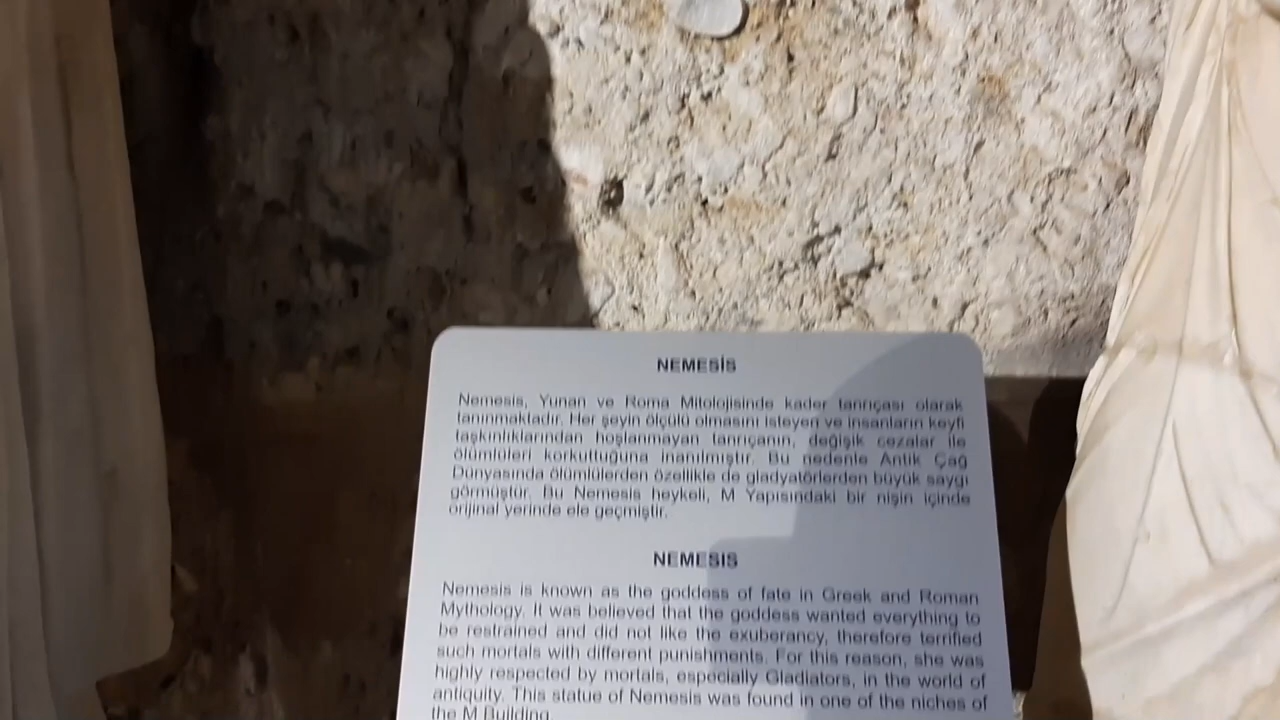 NEMESİS
Nemesis, Yunan ve Roma Mitolojisinde kader tanrıçası olarak
tanınmaktadır. Her şeyin ölçülü olmasını isteyen ve insanların keyfi
taşkınlıklarından hoşlanmayan tanrıçanın, değişik cezalar ile
ölümlüleri korkuttuğuna inanılmıştır. Bu nedenle Antik Çağ
Dünyasında ölümlülerden özellikle de gladyatörlerden büyük saygı
görmüştür. Bu Nemesis heykeli, M Yapısındaki bir nişin içinde
orijinal yerinde ele geçmiştir.
NEMESIS
Nemesis is known as the goddess of fate in Greek and Roman
Mythology. It was believed that the goddess wanted everything to
be restrained and did not like the exuberancy, therefore terrified
such mortals with different punishments. For this reason, she was
highly respected by mortals, especially Gladiators, in the world of
antiquity. This statue of Nemesis was found in one of the niches of
the M Building